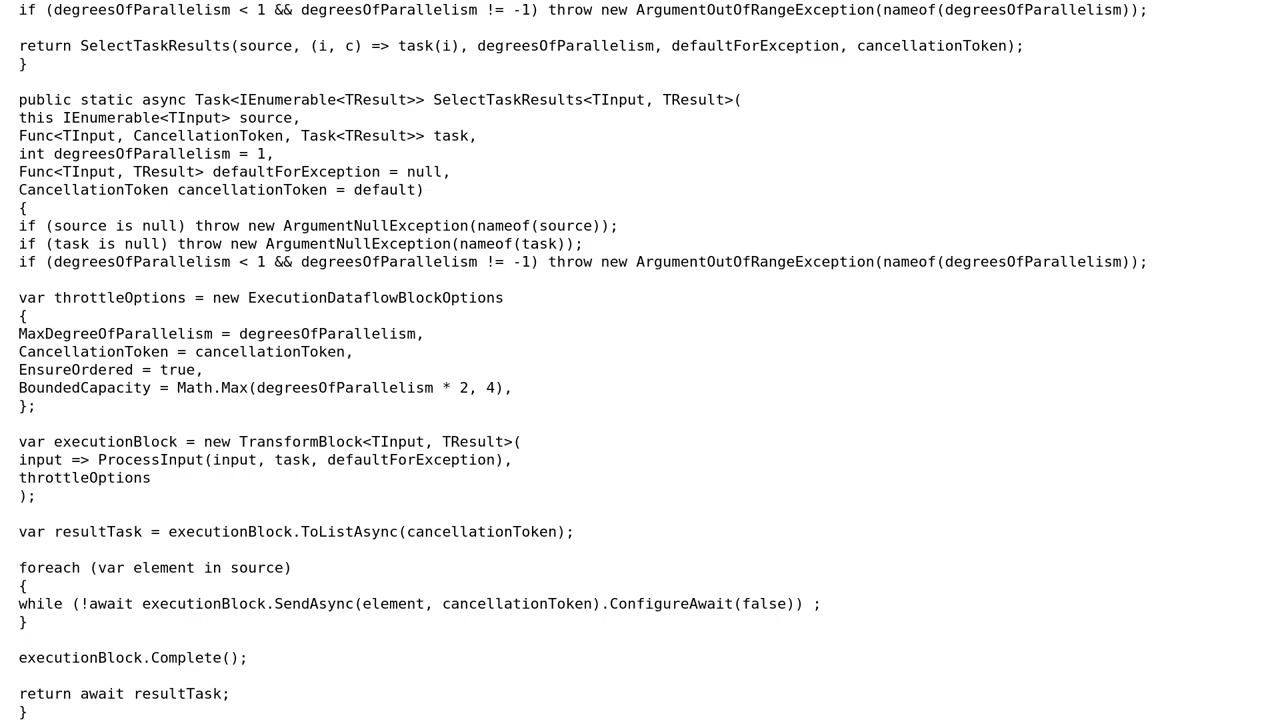 if (degreesOfParallelism < 1 && degreesOfParallelism != -1) throw new ArgumentOutOfRangeException(nameof(degreesOfParallelism));
return SelectTaskResults(source, (i, c) => task(i), degreesOfParallelism, defaultForException, cancellationToken);
}
public static async Task<IEnumerable<TResult>> SelectTaskResults<TInput, TResult>(
this IEnumerable<TInput> source,
Func<TInput, CancellationToken, Task<TResult>> task,
int degreesOfParallelism = 1,
Func<TInput, TResult> defaultForException = null,
CancellationToken cancellationToken = default)
{
if (source is null) throw new ArgumentNullException(nameof(source));
if (task is null) throw new ArgumentNullException(nameof(task));
if (degreesOfParallelism < 1 && degreesOfParallelism != -1) throw new ArgumentOutOfRangeException(nameof(degreesOfParallelism));
var throttleOptions = new ExecutionDataflowBlockOptions
{
MaxDegreeOfParallelism = degreesOfParallelism,
CancellationToken = cancellationToken,
EnsureOrdered = true,
BoundedCapacity = Math.Max(degreesOfParallelism * 2, 4),
};
var executionBlock = new TransformBlock<TInput, TResult>(
input => ProcessInput(input, task, defaultForException),
throttleOptions
);
var resultTask = executionBlock.ToListAsync(cancellationToken);
foreach (var element in source)
{
while (!await executionBlock.SendAsync(element, cancellationToken).ConfigureAwait(false)) ;
}
executionBlock.Complete();
return await resultTask;
}